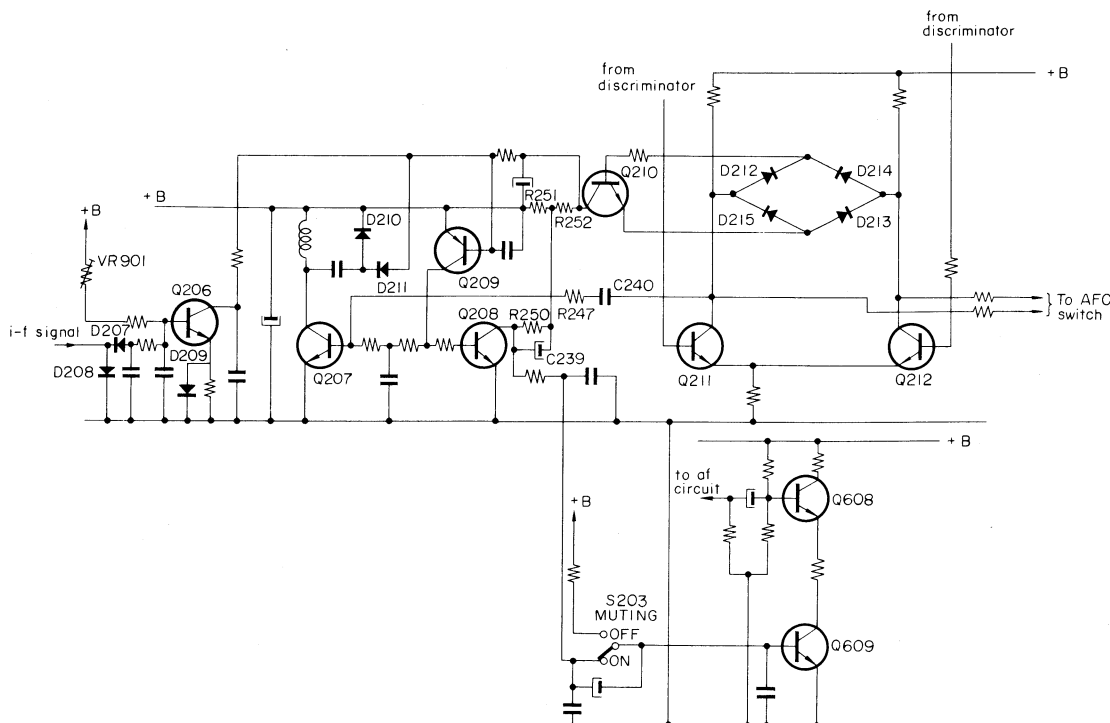 from
discriminator
from
discriminator
+B
Q210
D212
D214
D215
D213
R251
R252
+B
D210
Q209
D211
+B
VR901
Q206
i-f signal
D207
D209
D208
C240
R247
Q208
R250
C239
Q207
Q211
Q212
To AFC
switch
+B
to af
circuit
Q608
+B
S203
MUTING
OFF
ON
Q609